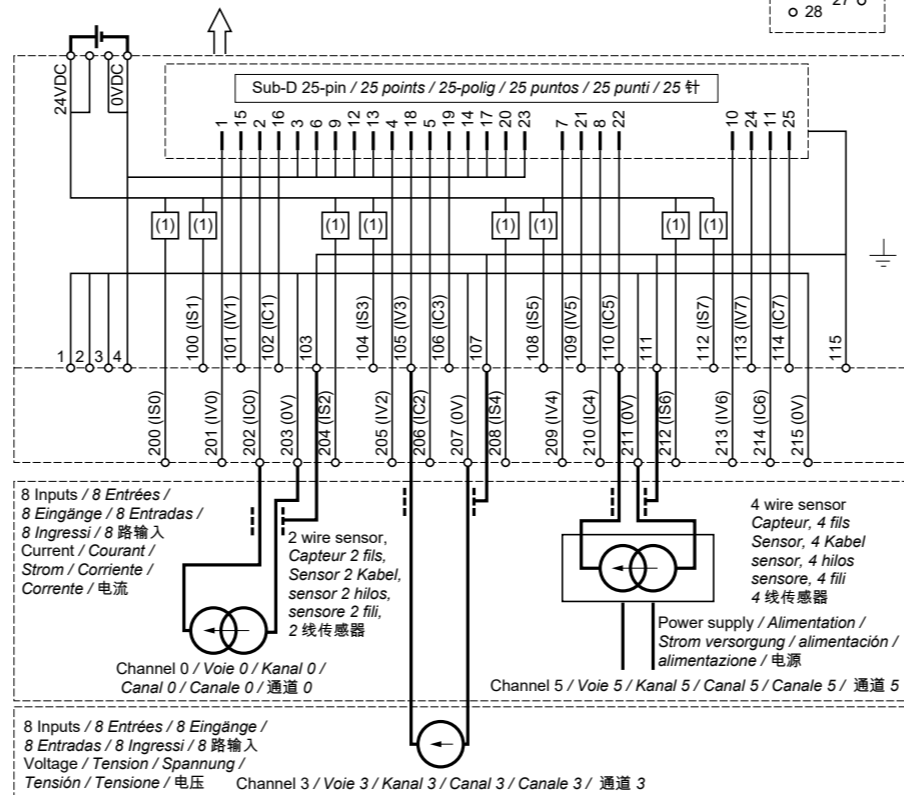 27
28
24VDC
0VDC
Sub-D 25-pin / 25 points / 25-polig / 25 puntos / 25 punti / 25 针
1 15 2 16 3 6 9 12 13 4 18 5 19 14 17 20 23 7 21 8 22 10 24 11 25
(1) (1) (1) (1) (1) (1) (1) (1)
1 2 3 4 100 (IS1) 101 (IV1) 102 (IC1) 103 104 (IS3) 105 (IV3) 106 (IC3) 107 108 (IS5) 109 (IV5) 110 (IC5) 111 112 (IS7) 113 (IV7) 114 (IC7) 115
200 (IS0) 201 (IV0) 202 (IC0) 203 (0V) 204 (IS2) 205 (IV2) 206 (IC2) 207 (0V) 208 (IS4) 209 (IV4) 210 (IC4) 211 (0V) 212 (IS6) 213 (IV6) 214 (IC6) 215 (0V)
8 Inputs / 8 Entrées /
8 Eingänge / 8 Entradas /
8 Ingressi / 8 路输入
Current / Courant /
Strom / Corriente /
Corrente / 电流
2 wire sensor,
Capteur 2 fils,
Sensor 2 Kabel,
sensor 2 hilos,
sensore 2 fili,
2 线传感器
Channel 0 / Voie 0 / Kanal 0 /
Canal 0 / Canale 0 / 通道 0
4 wire sensor
Capteur, 4 fils
Sensor, 4 Kabel
sensor, 4 hilos
sensore, 4 fili
4 线传感器
Power supply / Alimentation /
Strom versorgung / alimentación /
alimentazione / 电源
Channel 5 / Voie 5 / Kanal 5 / Canal 5 / Canale 5 / 通道 5
8 Inputs / 8 Entrées / 8 Eingänge /
8 Entradas / 8 Ingressi / 8 路输入
Voltage / Tension / Spannung /
Tensión / Tensione / 电压
Channel 3 / Voie 3 / Kanal 3 / Canal 3 / Canale 3 / 通道 3